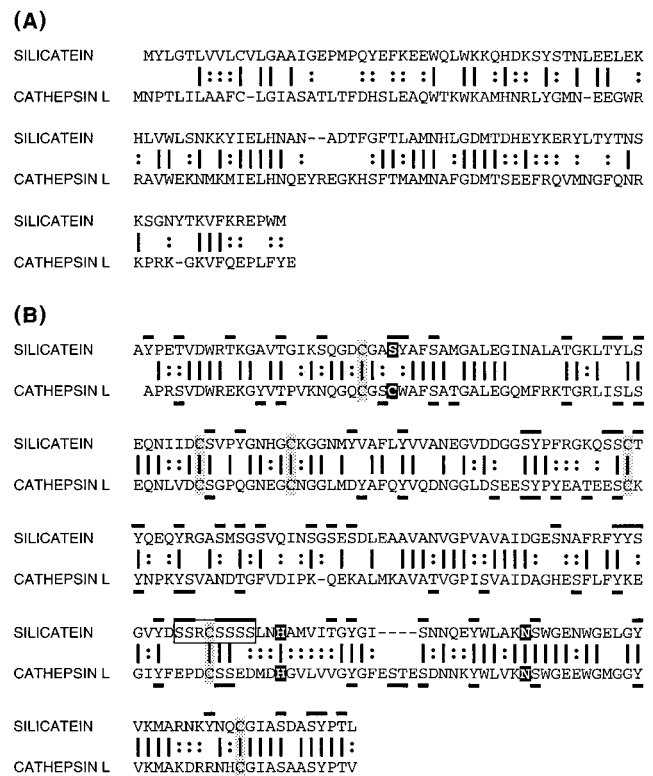 (A)
SILICATEIN MYLGTLVVLCVLGAAIGEPMPQYEFKEEWQLWKKQHDKSYSTNLEELEK
CATHEPSIN L MNPTLILAAFC-LGIASATLTFDHSLEAQWTKWKAMHNRLYGMN-EEGWR
SILICATEIN HLVWLSNKKYIELHNAN--ADTFGFTLAMNHLGDMTDHEYKERYLTYTNS
CATHEPSIN L RAVWEKNMKMIELHNQEYREGKHSFTMAMNAFGDMTSEEFRQVMNGFQNR
SILICATEIN KSGNYTKVFKREPWM
CATHEPSIN L KPRK-GKVFQEPLFYE
(B)
SILICATEIN AYPETVDWRTKGAVTGIKSQGDCGASYAFSAMGALEGINALATGKLTYLS
CATHEPSIN L APRSVDWREKGYVTPVKNQGQCGSCWAFSATGALEGQMFRKTGRLISLS
SILICATEIN EQNIIDCSVPYGNHGCKGGNMYVAFLYVVANEGVDDGGSYPFRGKQSSCT
CATHEPSIN L EQNLVDCSGPQGNEGCNGGLMDYAFQYVQDNGGLDSEESYPYEATEESCK
SILICATEIN YQEQYRGASMSGSVQINSGSESDLEAAVANVGPVAVAIDGESNAFRFYYS
CATHEPSIN L YNPKYSVANDTGFVDIPK-QEKALMKAVATVGPISVAIDAGHESFLFYKE
SILICATEIN GVYDSSRCSSSSLNHAMVITGYGI----SNNQEYWLAKNSWGENWGELGY
CATHEPSIN L GIYFEPDCSSEDMDHGVLVVGYGFESTESDNNKYWLVKNSWGEEWGMGGY
SILICATEIN VKMARNKYNQCGIASDASYPTL
CATHEPSIN L VKMAKDRRNHCGIASAASYPTV